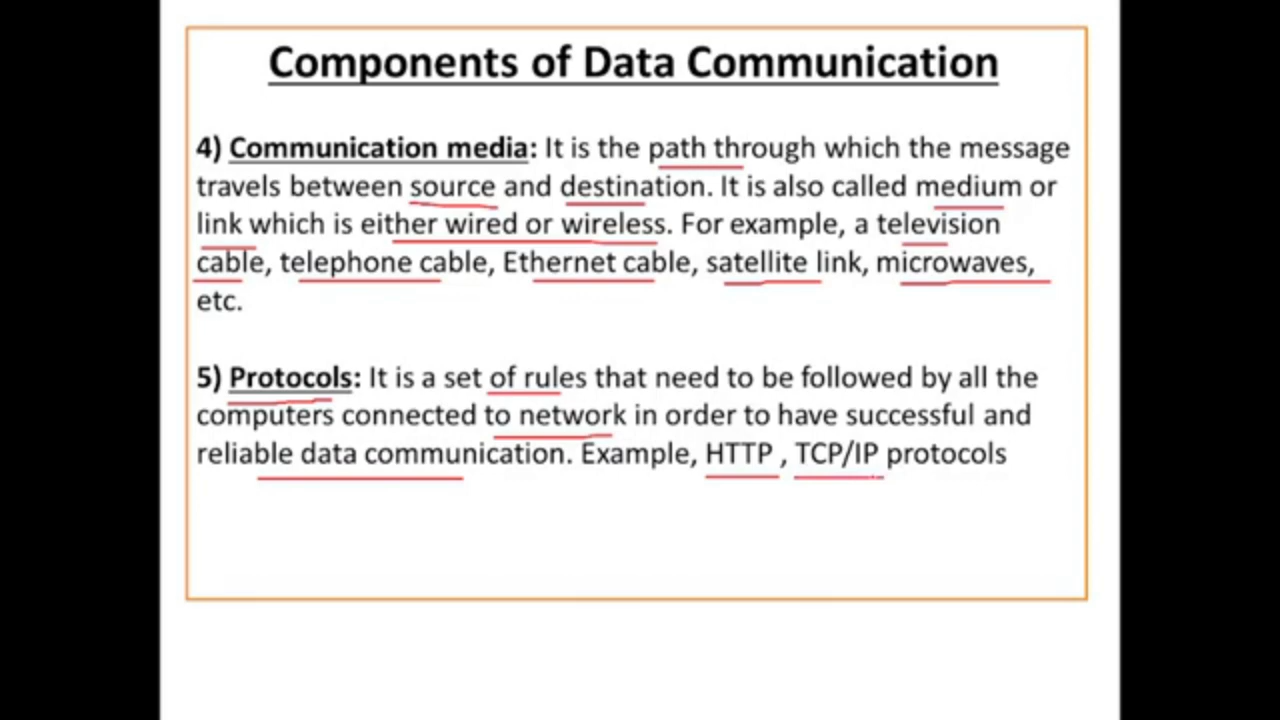 Components of Data Communication
4) Communication media: It is the path through which the message
travels between source and destination. It is also called medium or
link which is either wired or wireless. For example, a television
cable, telephone cable, Ethernet cable, satellite link, microwaves,
etc.
5) Protocols: It is a set of rules that need to be followed by all the
computers connected to network in order to have successful and
reliable data communication. Example, HTTP , TCP/IP protocols